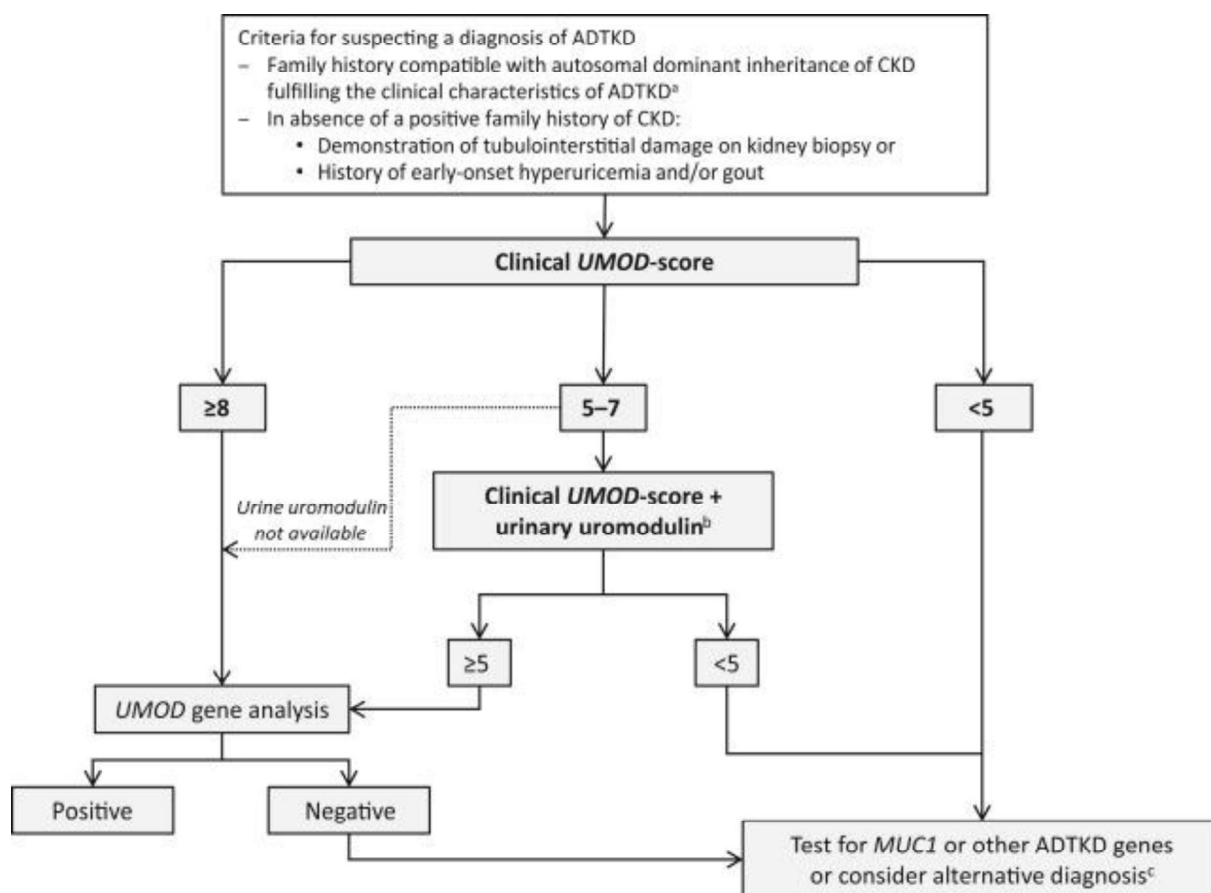 Criteria for suspecting a diagnosis of ADTKD
– Family history compatible with autosomal dominant inheritance of CKD
fulfilling the clinical characteristics of ADTKDᵃ
– In absence of a positive family history of CKD:
• Demonstration of tubulointerstitial damage on kidney biopsy or
• History of early-onset hyperuricemia and/or gout
Clinical UMOD-score
≥8
5–7
<5
Urine uromodulin
not available
Clinical UMOD-score +
urinary uromodulinᵇ
≥5
<5
UMOD gene analysis
Positive
Negative
Test for MUC1 or other ADTKD genes
or consider alternative diagnosisᶜ